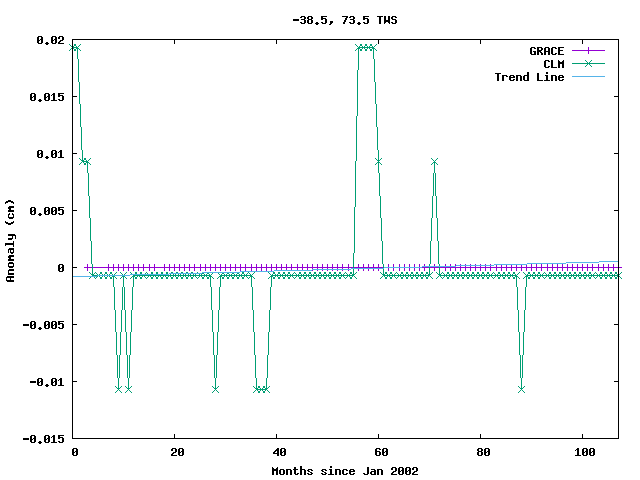 -38.5, 73.5 TWS
0.02
0.015
0.01
0.005
0
-0.005
-0.01
-0.015
Anomaly (cm)
GRACE
CLM
Trend Line
0 20 40 60 80 100
Months since Jan 2002